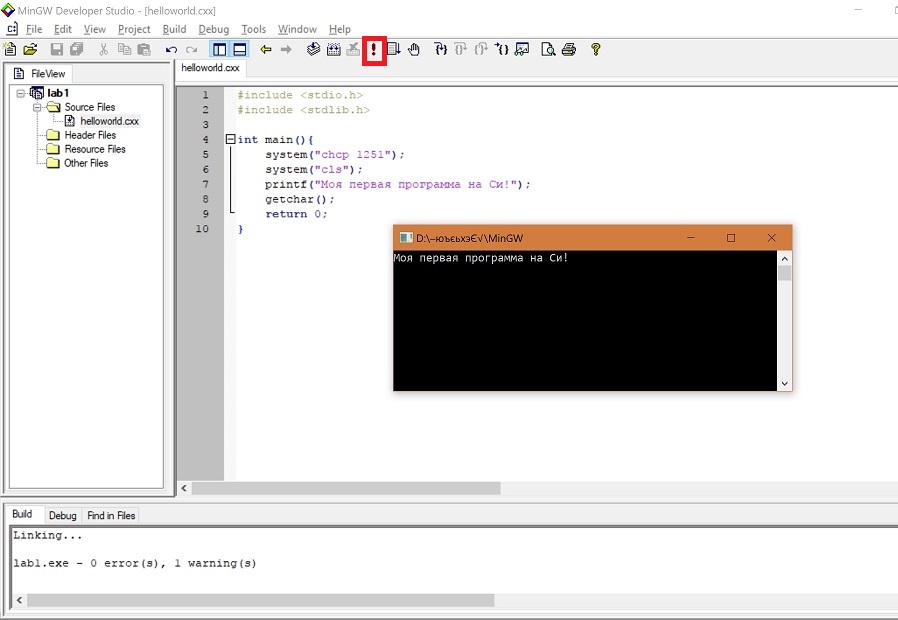 MinGW Developer Studio - [helloworld.cxx]
File Edit View Project Build Debug Tools Window Help
FileView
helloworld.cxx
lab1
Source Files
helloworld.cxx
Header Files
Resource Files
Other Files
1 #include <stdio.h>
2 #include <stdlib.h>
3
4 int main(){
5 system("chcp 1251");
6 system("cls");
7 printf("Моя первая программа на Си!");
8 getchar();
9 return 0;
10 }
D:\–юъєьхэЄ√\MinGW
Моя первая программа на Си!
Build Debug Find in Files
Linking...
lab1.exe - 0 error(s), 1 warning(s)